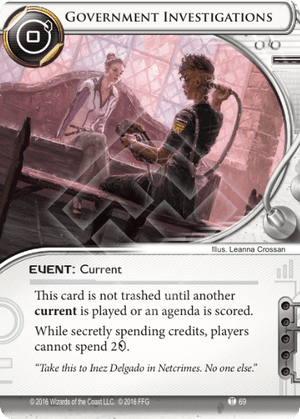 0
GOVERNMENT INVESTIGATIONS
Illus. Leanna Crossan
EVENT: Current
This card is not trashed until another
current is played or an agenda is scored.
While secretly spending credits, players
cannot spend 2
“Take this to Inez Delgado in Netcrimes. No one else.”
© 2016 Wizards of the Coast LLC. © 2016 FFG
69